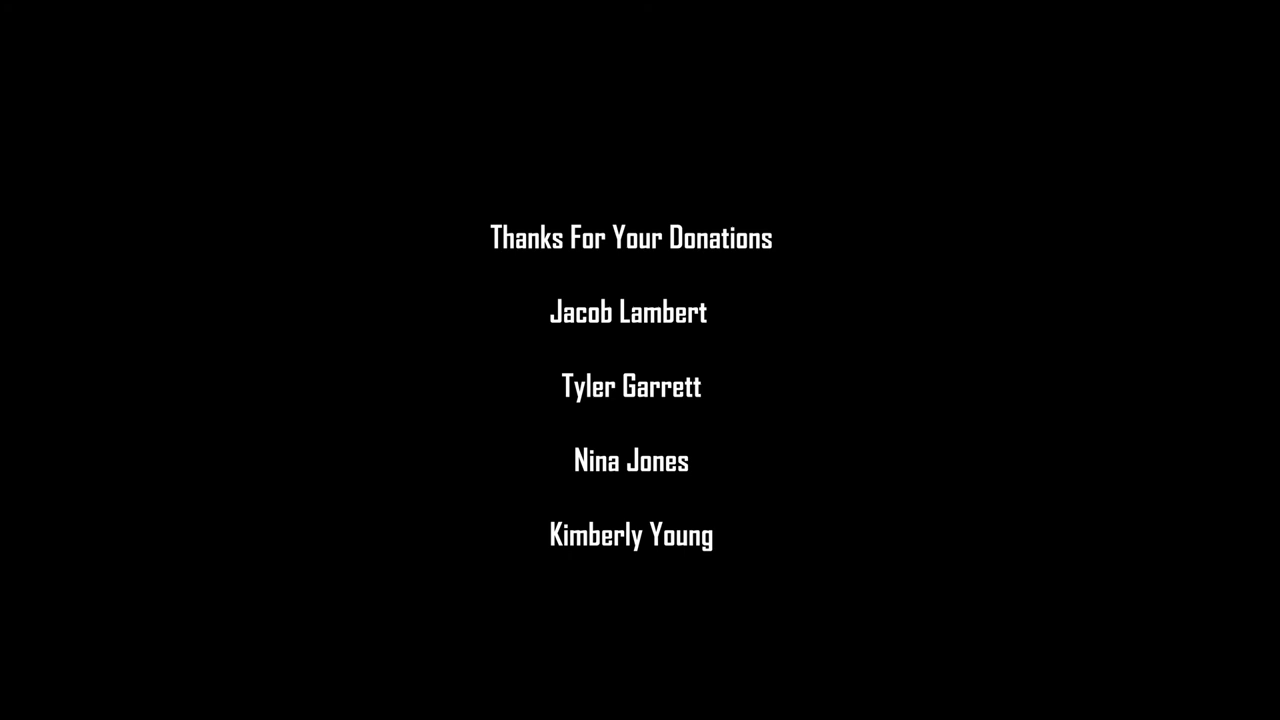 Thanks For Your Donations
Jacob Lambert
Tyler Garrett
Nina Jones
Kimberly Young